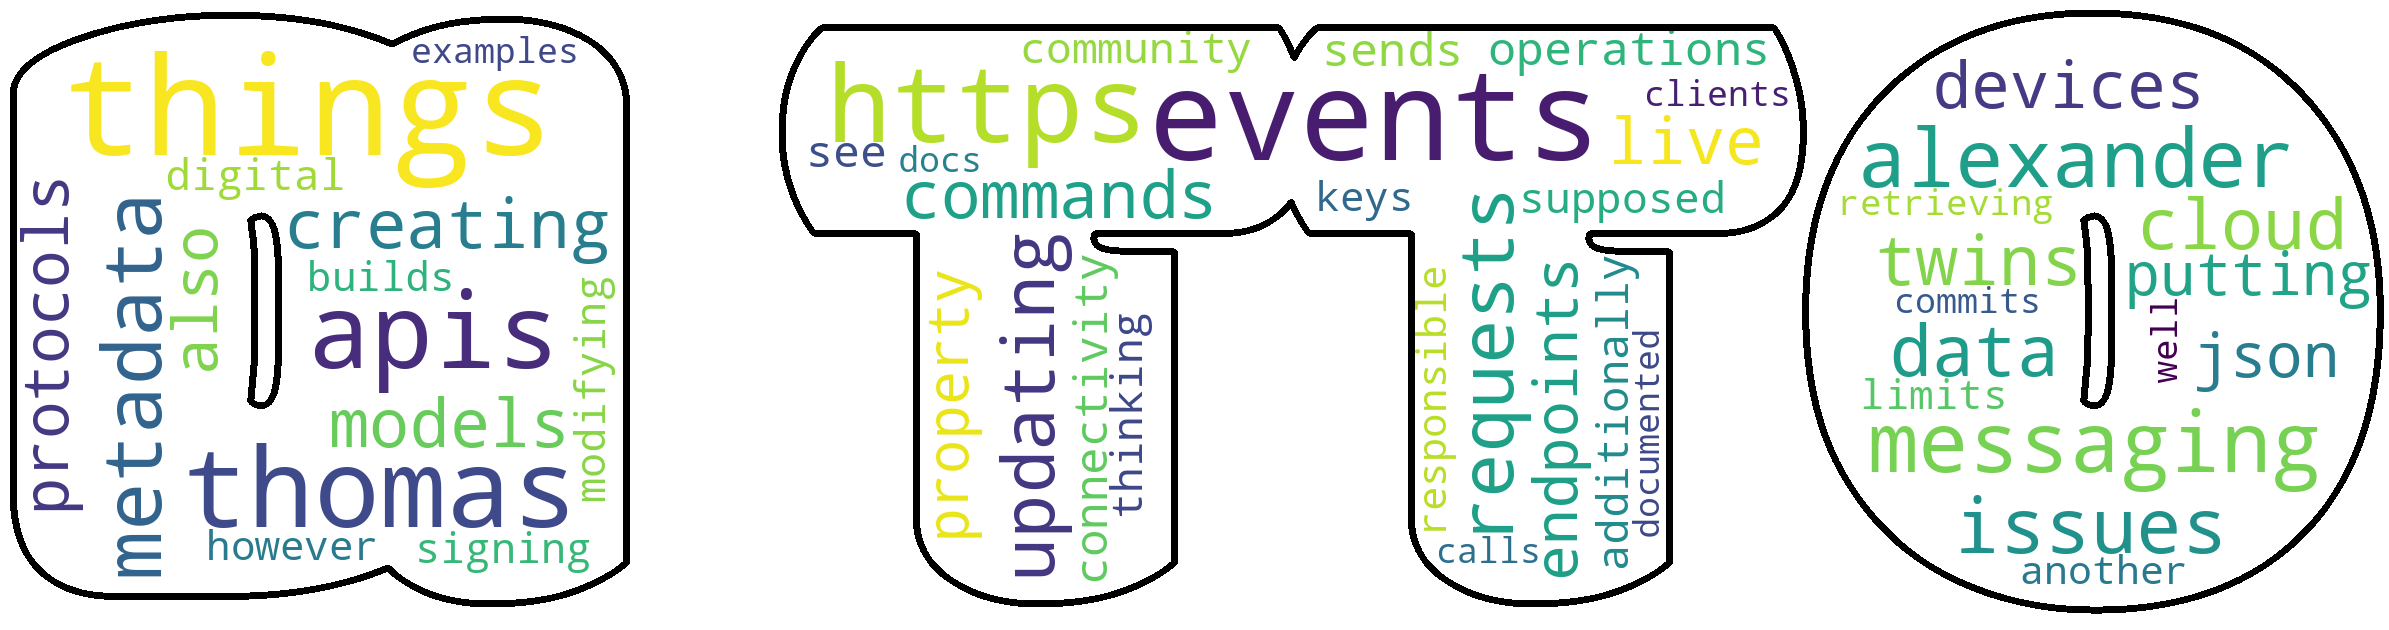 examples
things
digital
protocols
metadata
also
creating
builds
apis
modifying
models
thomas
however
signing
community
sends
operations
https
events
clients
live
see
docs
commands
keys
supposed
property
updating
connectivity
thinking
responsible
requests
endpoints
additionally
documented
calls
devices
alexander
retrieving
cloud
twins
putting
commits
well
data
json
limits
messaging
issues
another